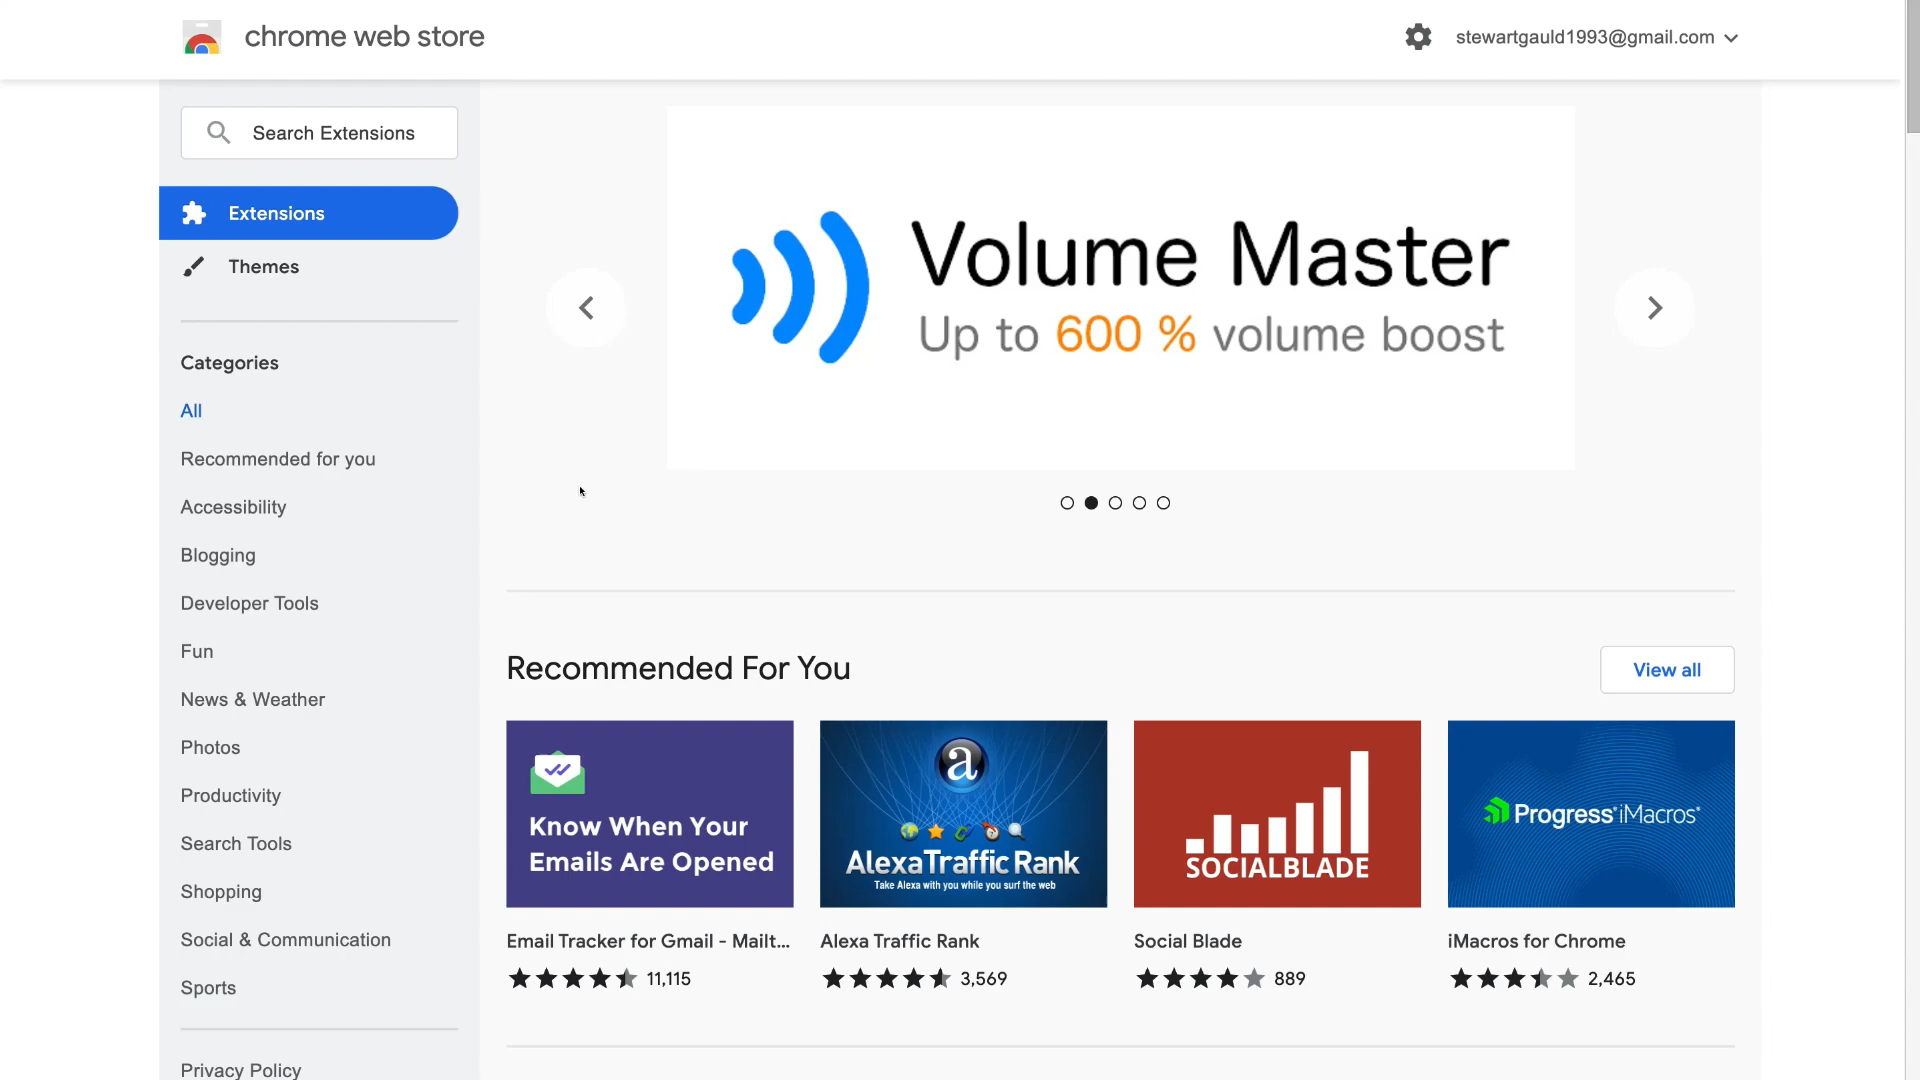 chrome web store
stewartgauld1993@gmail.com
Search Extensions
Extensions
Themes
Categories
All
Recommended for you
Accessibility
Blogging
Developer Tools
Fun
News & Weather
Photos
Productivity
Search Tools
Shopping
Social & Communication
Sports
Privacy Policy
Volume Master
Up to 600 % volume boost
Recommended For You
View all
Know When Your
Emails Are Opened
Email Tracker for Gmail - Mailt...
11,115
a
AlexaTraffic Rank
Take Alexa with you while you surf the web
Alexa Traffic Rank
3,569
SOCIALBLADE
Social Blade
889
Progress® iMacros®
iMacros for Chrome
2,465